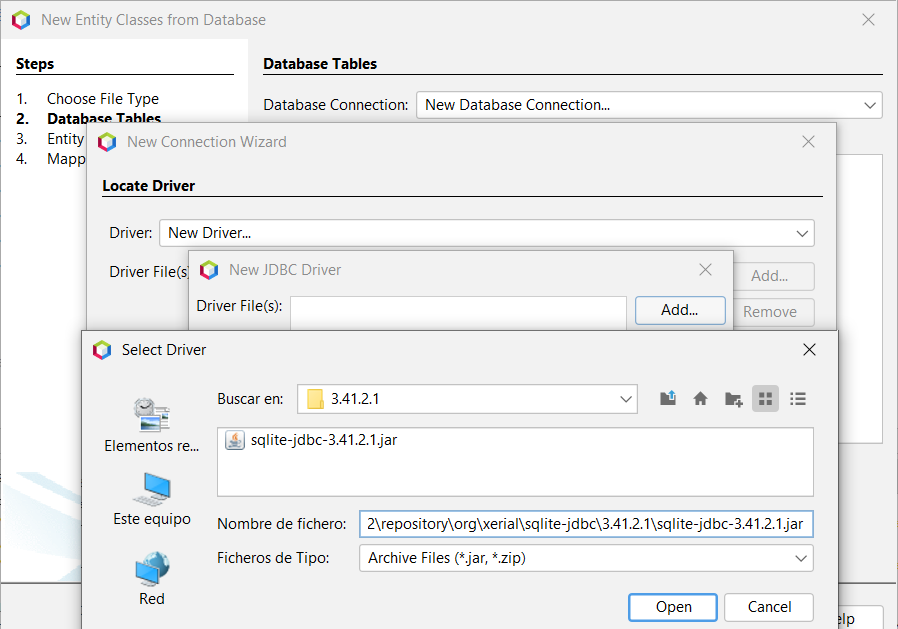 New Entity Classes from Database
Steps
Database Tables
1. Choose File Type
Database Connection: New Database Connection...
2. Database Tables
3. Entity
4. Mapp
New Connection Wizard
Locate Driver
Driver: New Driver...
Driver File(s)
Add...
Remove
New JDBC Driver
Driver File(s):
Add...
Select Driver
Buscar en: 3.41.2.1
Elementos re...
Este equipo
Red
sqlite-jdbc-3.41.2.1.jar
Nombre de fichero: 2\repository\org\xerial\sqlite-jdbc\3.41.2.1\sqlite-jdbc-3.41.2.1.jar
Ficheros de Tipo: Archive Files (*.jar, *.zip)
Open Cancel
elp